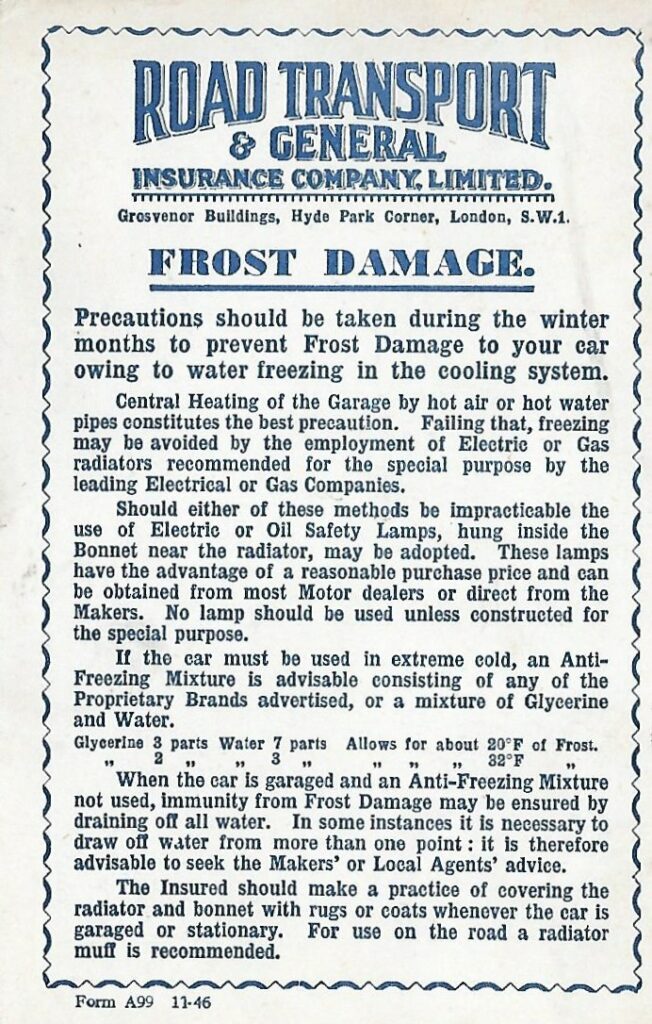 ROAD TRANSPORT
& GENERAL
INSURANCE COMPANY, LIMITED.
Grosvenor Buildings, Hyde Park Corner, London, S.W.1.
FROST DAMAGE.
Precautions should be taken during the winter
months to prevent Frost Damage to your car
owing to water freezing in the cooling system.
Central Heating of the Garage by hot air or hot water
pipes constitutes the best precaution. Failing that, freezing
may be avoided by the employment of Electric or Gas
radiators recommended for the special purpose by the
leading Electrical or Gas Companies.
Should either of these methods be impracticable the
use of Electric or Oil Safety Lamps, hung inside the
Bonnet near the radiator, may be adopted. These lamps
have the advantage of a reasonable purchase price and can
be obtained from most Motor dealers or direct from the
Makers. No lamp should be used unless constructed for
the special purpose.
If the car must be used in extreme cold, an Anti-
Freezing Mixture is advisable consisting of any of the
Proprietary Brands advertised, or a mixture of Glycerine
and Water.
Glycerine 3 parts Water 7 parts Allows for about 20°F of Frost.
„ 2 „ „ 3 „ „ „ „ 32°F „
When the car is garaged and an Anti-Freezing Mixture
not used, immunity from Frost Damage may be ensured by
draining off all water. In some instances it is necessary to
draw off water from more than one point : it is therefore
advisable to seek the Makers' or Local Agents' advice.
The Insured should make a practice of covering the
radiator and bonnet with rugs or coats whenever the car is
garaged or stationary. For use on the road a radiator
muff is recommended.
Form A99 11-46